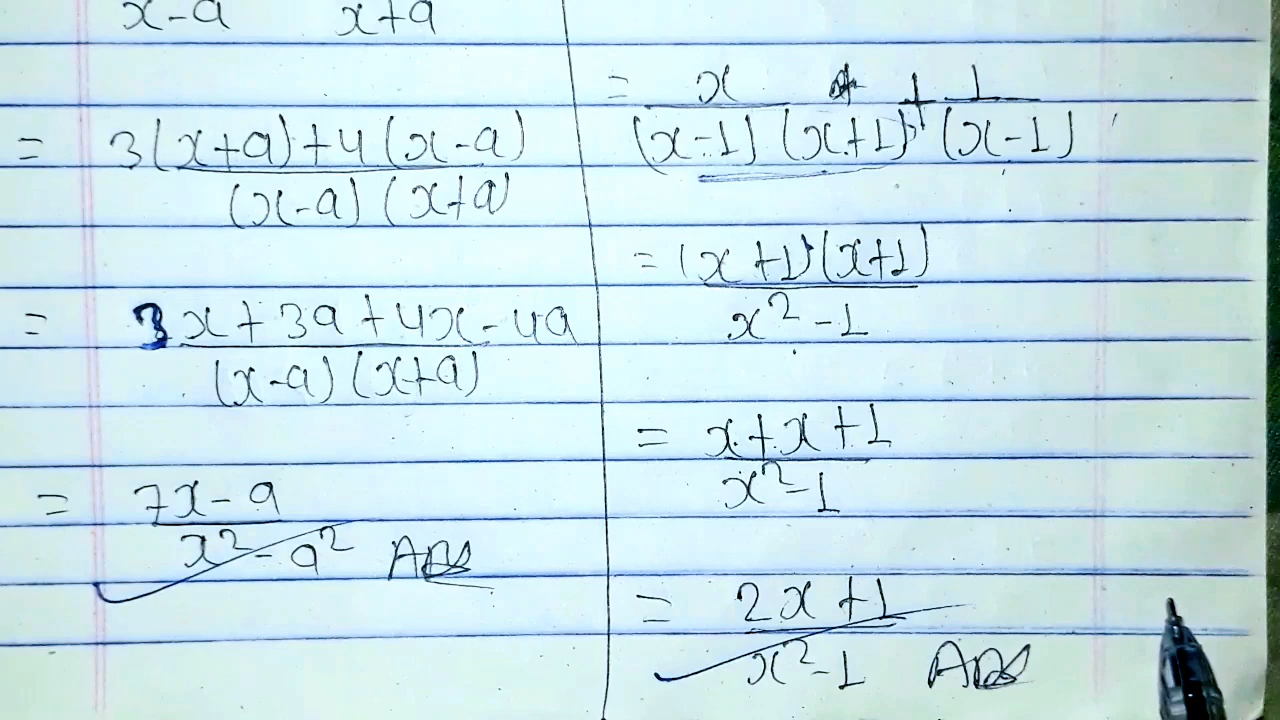 x-a x+a
= 3(x+a)+4(x-a)
(x-a) (x+a)
= 3x+3a+4x-4a
(x-a) (x+a)
= 7x-a
x²-a² Ans
= x + 1
(x-1) (x+1) + (x-1)
= (x+1)(x+1)
x²-1
= x+x+1
x²-1
= 2x+1
x²-1 Ans